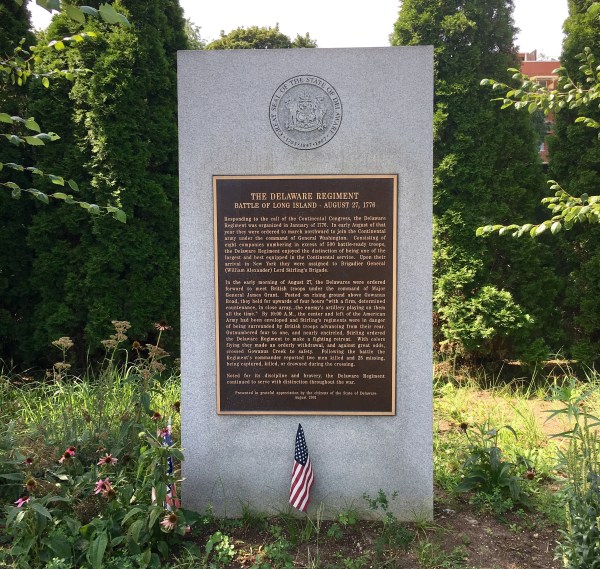 GREAT SEAL OF THE STATE OF DELAWARE
THE DELAWARE REGIMENT
BATTLE OF LONG ISLAND - AUGUST 27, 1776
Responding to the call of the Continental Congress, the Delaware
Regiment was organized in January of 1776. In early August of that
year they were ordered to march northward to join the Continental
army under the command of General Washington. Consisting of
eight companies numbering in excess of 500 battle-ready troops,
the Delaware Regiment enjoyed the distinction of being one of the
largest and best equipped in the Continental service. Upon their
arrival in New York they were assigned to Brigadier General
(William Alexander) Lord Stirling's Brigade.
In the early morning of August 27, the Delawares were ordered
forward to meet British troops under the command of Major
General James Grant. Posted on rising ground above Gowanus
Road, they held for upwards of four hours "with a firm, determined
countenance, in close array, the enemy's artillery playing on them
all the time." By 10:00 A.M., the center and left of the American
Army had been enveloped and Stirling's regiments were in danger
of being surrounded by British troops advancing from their rear.
Outnumbered four to one, and nearly encircled, Stirling ordered
the Delaware Regiment to make a fighting retreat. With colors
flying they made an orderly withdrawal, and against great odds,
crossed Gowanus Creek to safety. Following the battle the
Regiment's commander reported two men killed and 29 missing,
being captured, killed, or drowned during the crossing.
Noted for its discipline and bravery, the Delaware Regiment
continued to serve with distinction throughout the war.
Presented in grateful appreciation by the citizens of the State of Delaware.